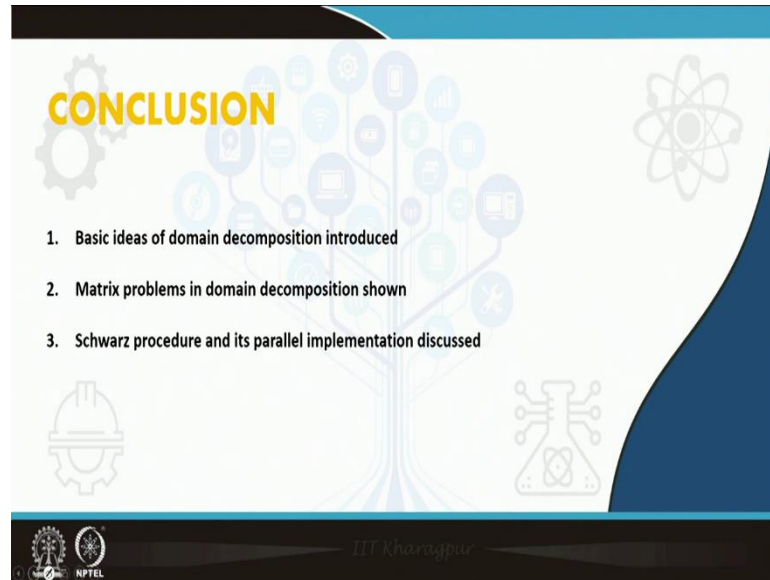 CONCLUSION
1. Basic ideas of domain decomposition introduced
2. Matrix problems in domain decomposition shown
3. Schwarz procedure and its parallel implementation discussed
IIT Kharagpur
NPTEL